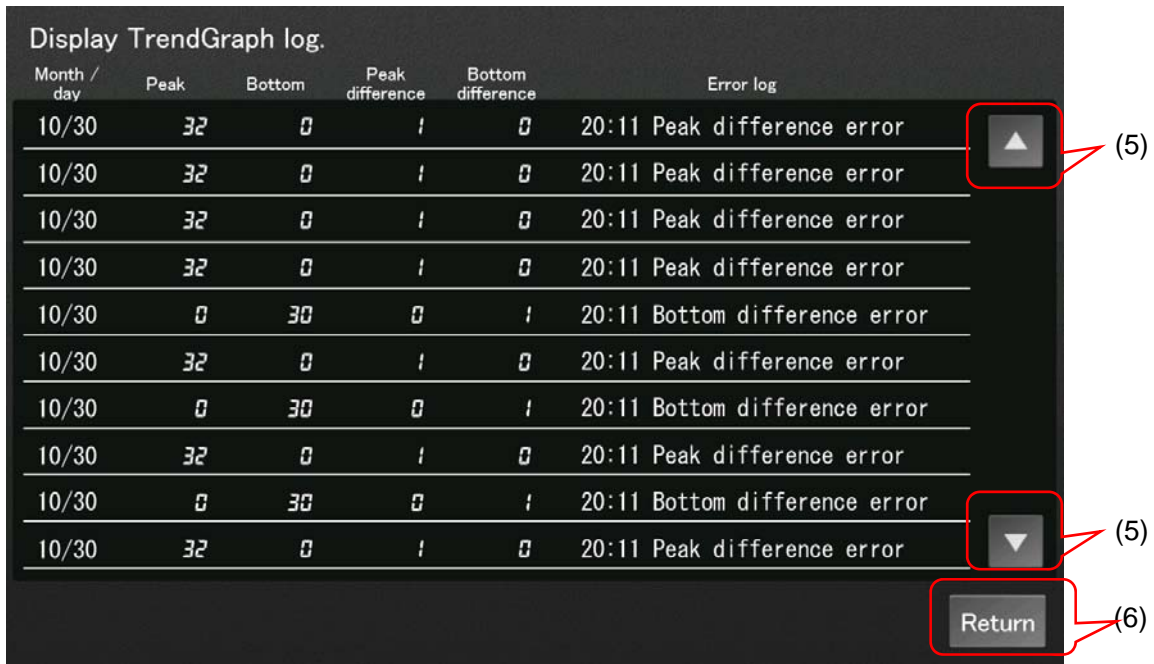 Display TrendGraph log.
Month / day Peak Bottom Peak difference Bottom difference Error log
10/30 32 0 1 0 20:11 Peak difference error
10/30 32 0 1 0 20:11 Peak difference error
10/30 32 0 1 0 20:11 Peak difference error
10/30 32 0 1 0 20:11 Peak difference error
10/30 0 30 0 1 20:11 Bottom difference error
10/30 32 0 1 0 20:11 Peak difference error
10/30 0 30 0 1 20:11 Bottom difference error
10/30 32 0 1 0 20:11 Peak difference error
10/30 0 30 0 1 20:11 Bottom difference error
10/30 32 0 1 0 20:11 Peak difference error
(5)
(5)
Return
(6)